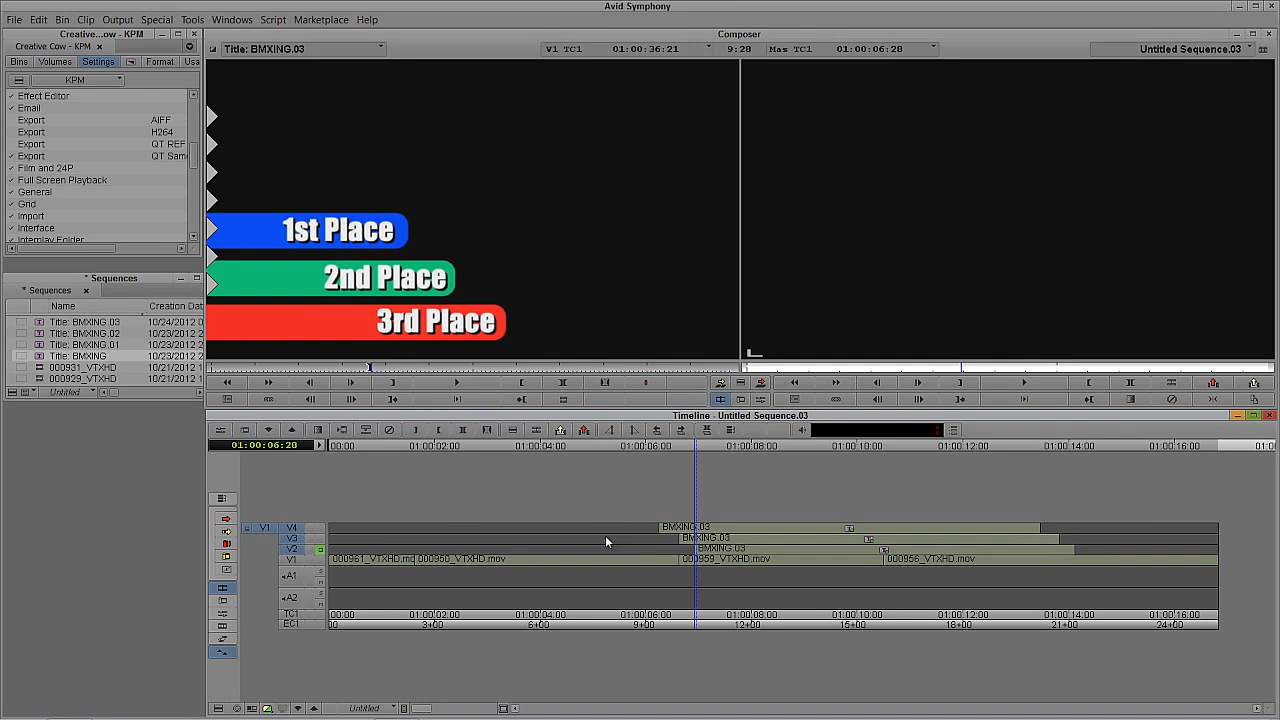 Avid Symphony
File Edit Bin Clip Output Special Tools Windows Script Marketplace Help
Creative...ow - KPM
Composer
Creative Cow - KPM
Title: BMXING.03
V1 TC1 01:00:36:21 9:28 Mas TC1 01:00:06:28
Untitled Sequence.03
Bins Volumes Settings Format Usa
KPM
Effect Editor
Email
Export AIFF
Export H264
Export QT REF
Export QT Sam
Film and 24P
Full Screen Playback
General
Grid
Import
Interface
Interplay Folder
1st Place
2nd Place
3rd Place
* Sequences
* Sequences
Name Creation Dat
Title: BMXING.03 10/24/2012 0
Title: BMXING.02 10/23/2012 2
Title: BMXING.01 10/23/2012 2
Title: BMXING 10/23/2012 2
000931_VTXHD 10/21/2012 1
000929_VTXHD 10/21/2012 1
Untitled
Timeline - Untitled Sequence.03
01:00:06:28
00:00 01:00:02:00 01:00:04:00 01:00:06:00 01:00:08:00 01:00:10:00 01:00:12:00 01:00:14:00 01:00:16:00 01:0
V1 V4 BMXING.03
V3 BMXING.03
V2 BMXING.03
V1 000961_VTXHD.mo 000960_VTXHD.mov 000959_VTXHD.mov 000956_VTXHD.mov
A1
A2
TC1 00:00 01:00:02:00 01:00:04:00 01:00:06:00 01:00:08:00 01:00:10:00 01:00:12:00 01:00:14:00 01:00:16:00
EC1 00 3+00 6+00 9+00 12+00 15+00 18+00 21+00 24+00
Untitled